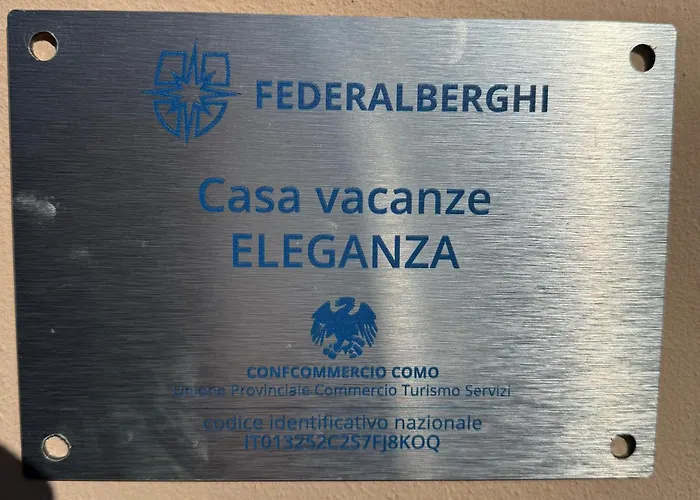 FEDERALBERGHI
Casa vacanze
ELEGANZA
CONFCOMMERCIO COMO
Unione Provinciale Commercio Turismo Servizi
codice identificativo nazionale
IT013252C2S7FJ8KOQ